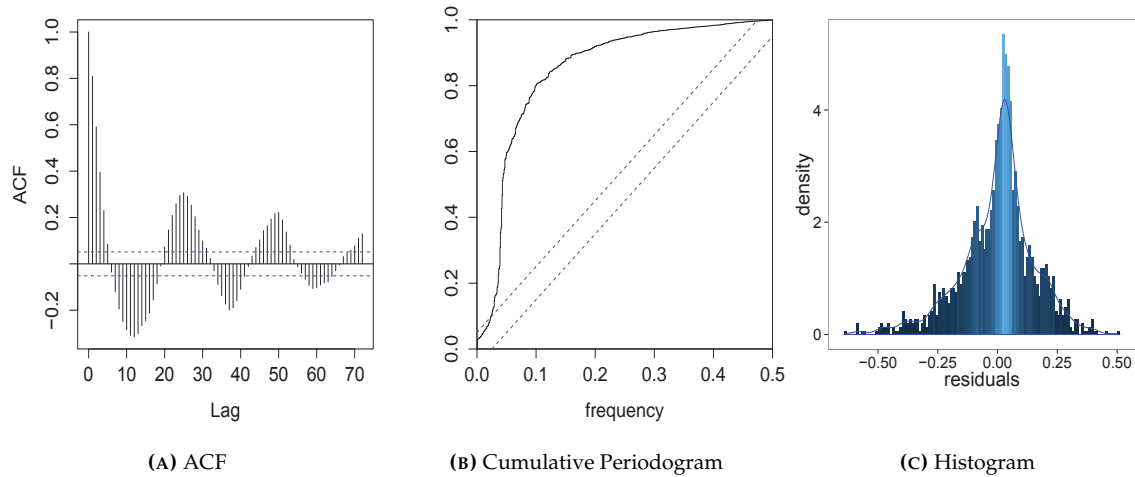 ACF
−0.2 0.0 0.2 0.4 0.6 0.8 1.0
0 10 20 30 40 50 60 70
Lag
0.0 0.2 0.4 0.6 0.8 1.0
0.0 0.1 0.2 0.3 0.4 0.5
frequency
density
0 2 4
−0.50 −0.25 0.00 0.25 0.50
residuals
(A) ACF
(B) Cumulative Periodogram
(C) Histogram